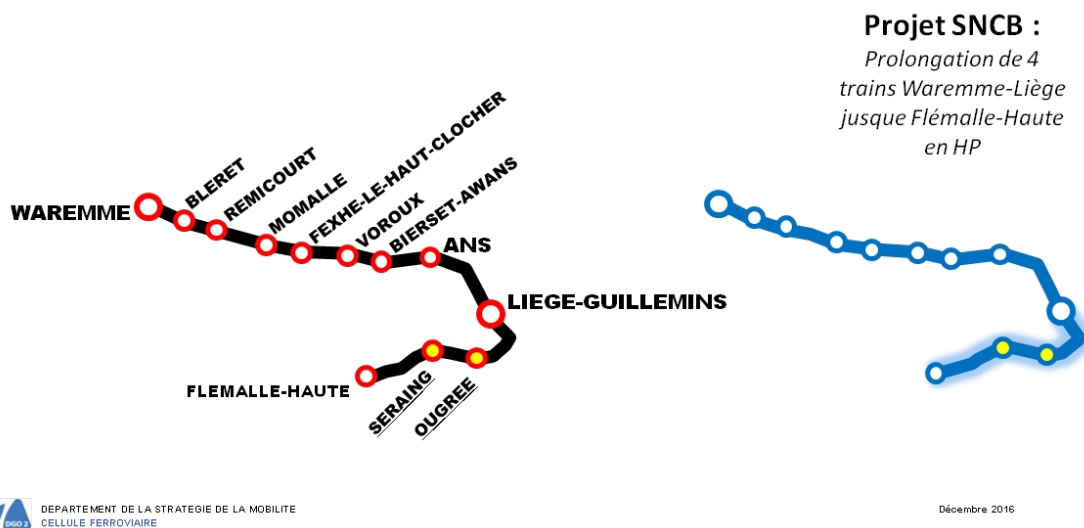 Projet SNCB :
Prolongation de 4
trains Waremme-Liège
jusque Flémalle-Haute
en HP
WAREMME
BLERET
REMICOURT
MOMALLE
FEXHE-LE-HAUT-CLOCHER
VOROUX
BIERSET-AWANS
ANS
LIEGE-GUILLEMINS
FLEMALLE-HAUTE
SERAING
OUGREE
DGO 2
DEPARTEMENT DE LA STRATEGIE DE LA MOBILITE
CELLULE FERROVIAIRE
Décembre 2016